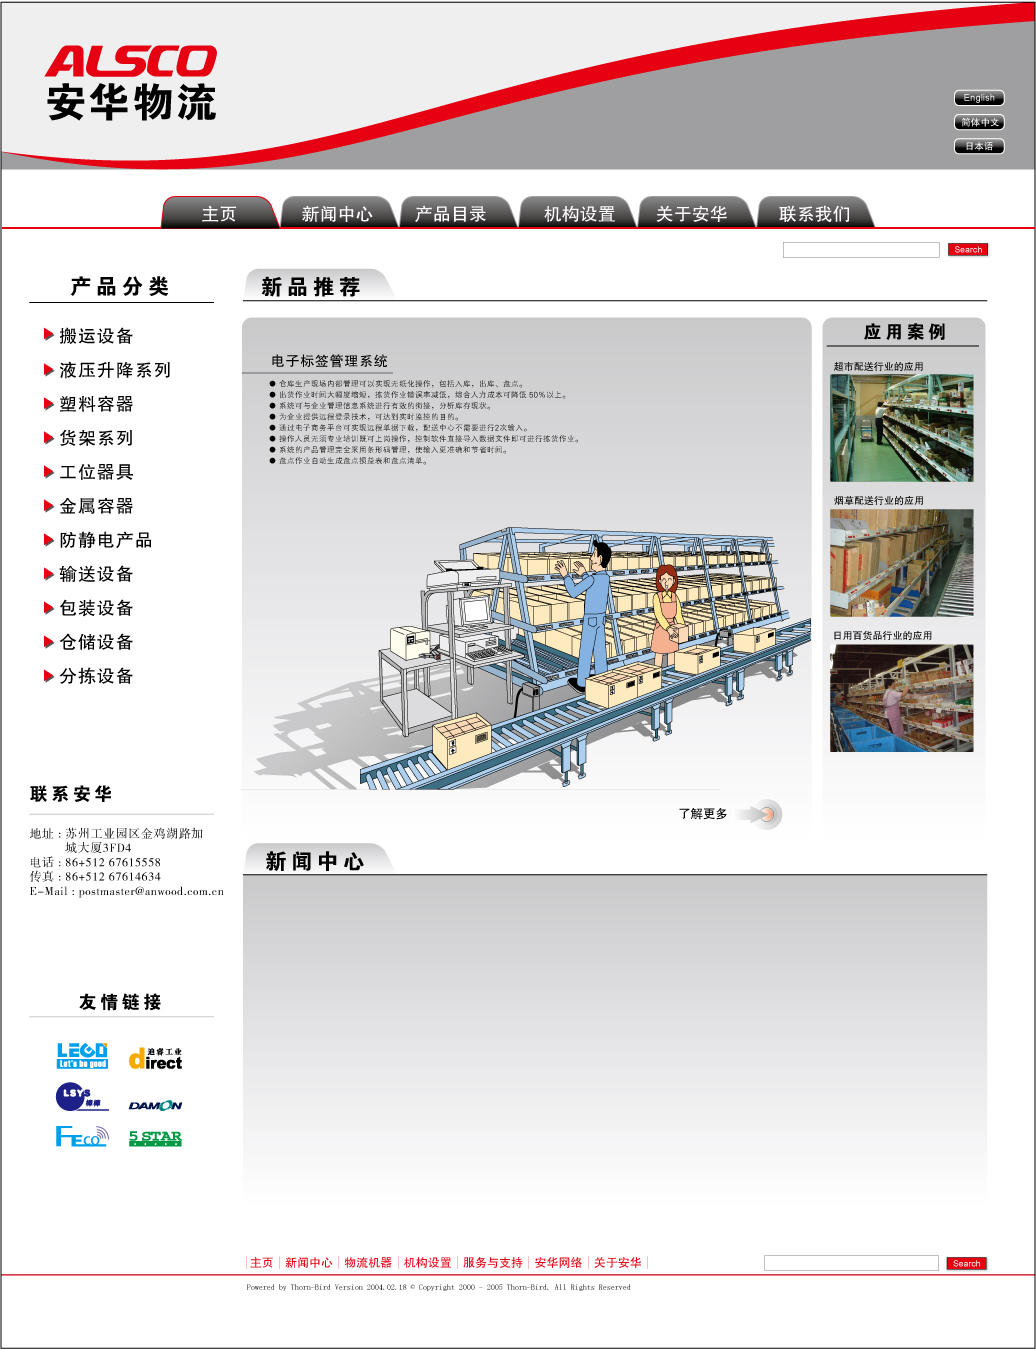 ALSCO
安华物流
English
简体中文
日本语
主页
新闻中心
产品目录
机构设置
关于安华
联系我们
Search
产品分类
搬运设备
液压升降系列
塑料容器
货架系列
工位器具
金属容器
防静电产品
输送设备
包装设备
仓储设备
分拣设备
新品推荐
电子标签管理系统
● 仓库生产现场内部管理可以实现无纸化操作，包括入库，出库、盘点。
● 出货作业时间大幅度缩短，拣货作业错误率减低，综合人力成本可降低50%以上。
● 系统可与企业管理信息系统进行有效的衔接，分析库存现状。
● 为企业提供远程登录技术，可达到实时监控的目的。
● 通过电子商务平台可实现远程单据下载，配送中心不需要进行2次输入。
● 操作人员无须专业培训既可上岗操作，控制软件直接导入数据文件即可进行拣货作业。
● 系统的产品管理完全采用条形码管理，使输入更准确和节省时间。
● 盘点作业自动生成盘点损益表和盘点清单。
了解更多
应用案例
超市配送行业的应用
烟草配送行业的应用
日用百货品行业的应用
联系安华
地址：苏州工业园区金鸡湖路加
城大厦3FD4
电话：86+512 67615558
传真：86+512 67614634
E-Mail：postmaster@anwood.com.cn
新闻中心
友情链接
LEGO
Let's be good
迪睿工业
direct
LSYS
DAMON
FECO
5 STAR
主页 | 新闻中心 | 物流机器 | 机构设置 | 服务与支持 | 安华网络 | 关于安华
Search
Powered by Thorn-Bird Version 2004.02.18 © Copyright 2000 - 2005 Thorn-Bird. All Rights Reserved